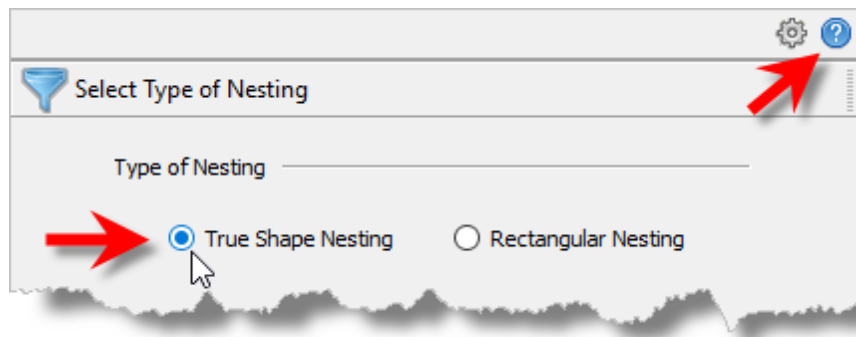 ?
Select Type of Nesting
Type of Nesting
True Shape Nesting Rectangular Nesting